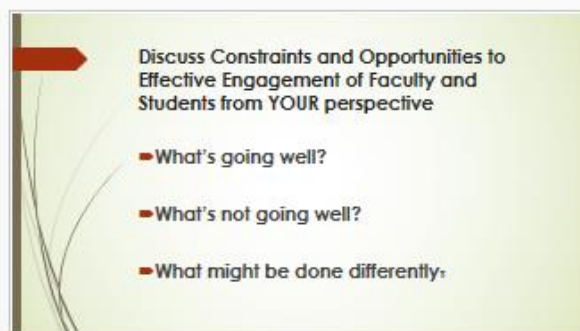 Discuss Constraints and Opportunities to
Effective Engagement of Faculty and
Students from YOUR perspective
What's going well?
What's not going well?
What might be done differently